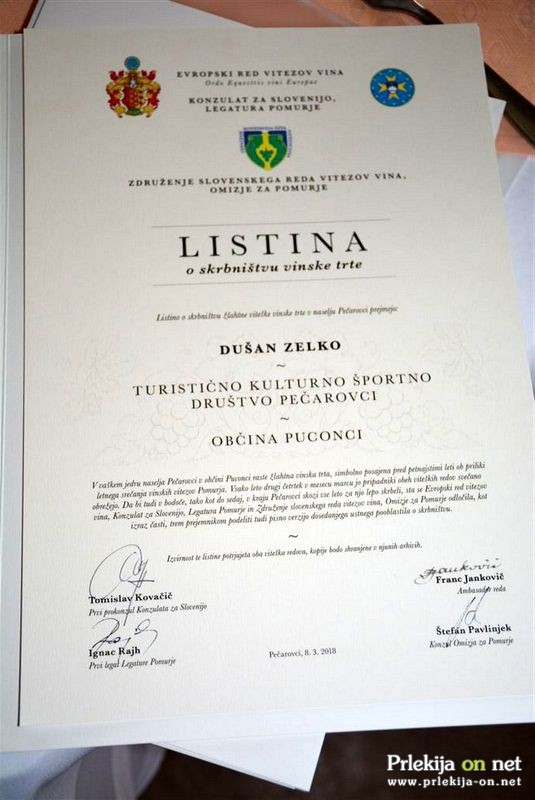 EVROPSKI RED VITEZOV VINA
Ordo Equestris vini Europae
KONZULAT ZA SLOVENIJO,
LEGATURA POMURJE
ZDRUŽENJE SLOVENSKEGA REDA VITEZOV VINA,
OMIZJE ZA POMURJE
LISTINA
o skrbništvu vinske trte
Listino o skrbništvu žlahtne viteške vinske trte v naselju Pečarovci prejmejo:
DUŠAN ZELKO
~
TURISTIČNO KULTURNO ŠPORTNO
DRUŠTVO PEČAROVCI
~
OBČINA PUCONCI
V vaškem jedru naselja Pečarovci v občini Puconci raste žlahtna vinska trta, simbolno posajena pred petnajstimi leti ob priliki
letnega srečanja vinskih vitezov Pomurja. Vsako leto drugi četrtek v mesecu marcu jo pripadniki obeh viteških redov svečano
obrežejo. Da bi tudi v bodoče, tako kot do sedaj, v kraju Pečarovci skozi vse leto za njo lepo skrbeli, sta se Evropski red vitezov
vina, Konzulat za Slovenijo, Legatura Pomurje in Združenje slovenskega reda vitezov vina, Omizje za Pomurje odločila, kot
izraz časti, trem prejemnikom podeliti tudi pisno verzijo dosedanjega ustnega pooblastila o skrbništvu.
~
Izvirnost te listine potrjujeta oba viteška redova, kopije bodo shranjene v njunih arhivih.
Tomislav Kovačič
Prvi prokonzul Konzulata za Slovenijo
Franc Jankovič
Ambasador reda
Ignac Rajh
Prvi legat Legature Pomurje
Štefan Pavlinjek
Konzul Omizja za Pomurje
Pečarovci, 8. 3. 2018
Prlekija on net
www.prlekija-on.net